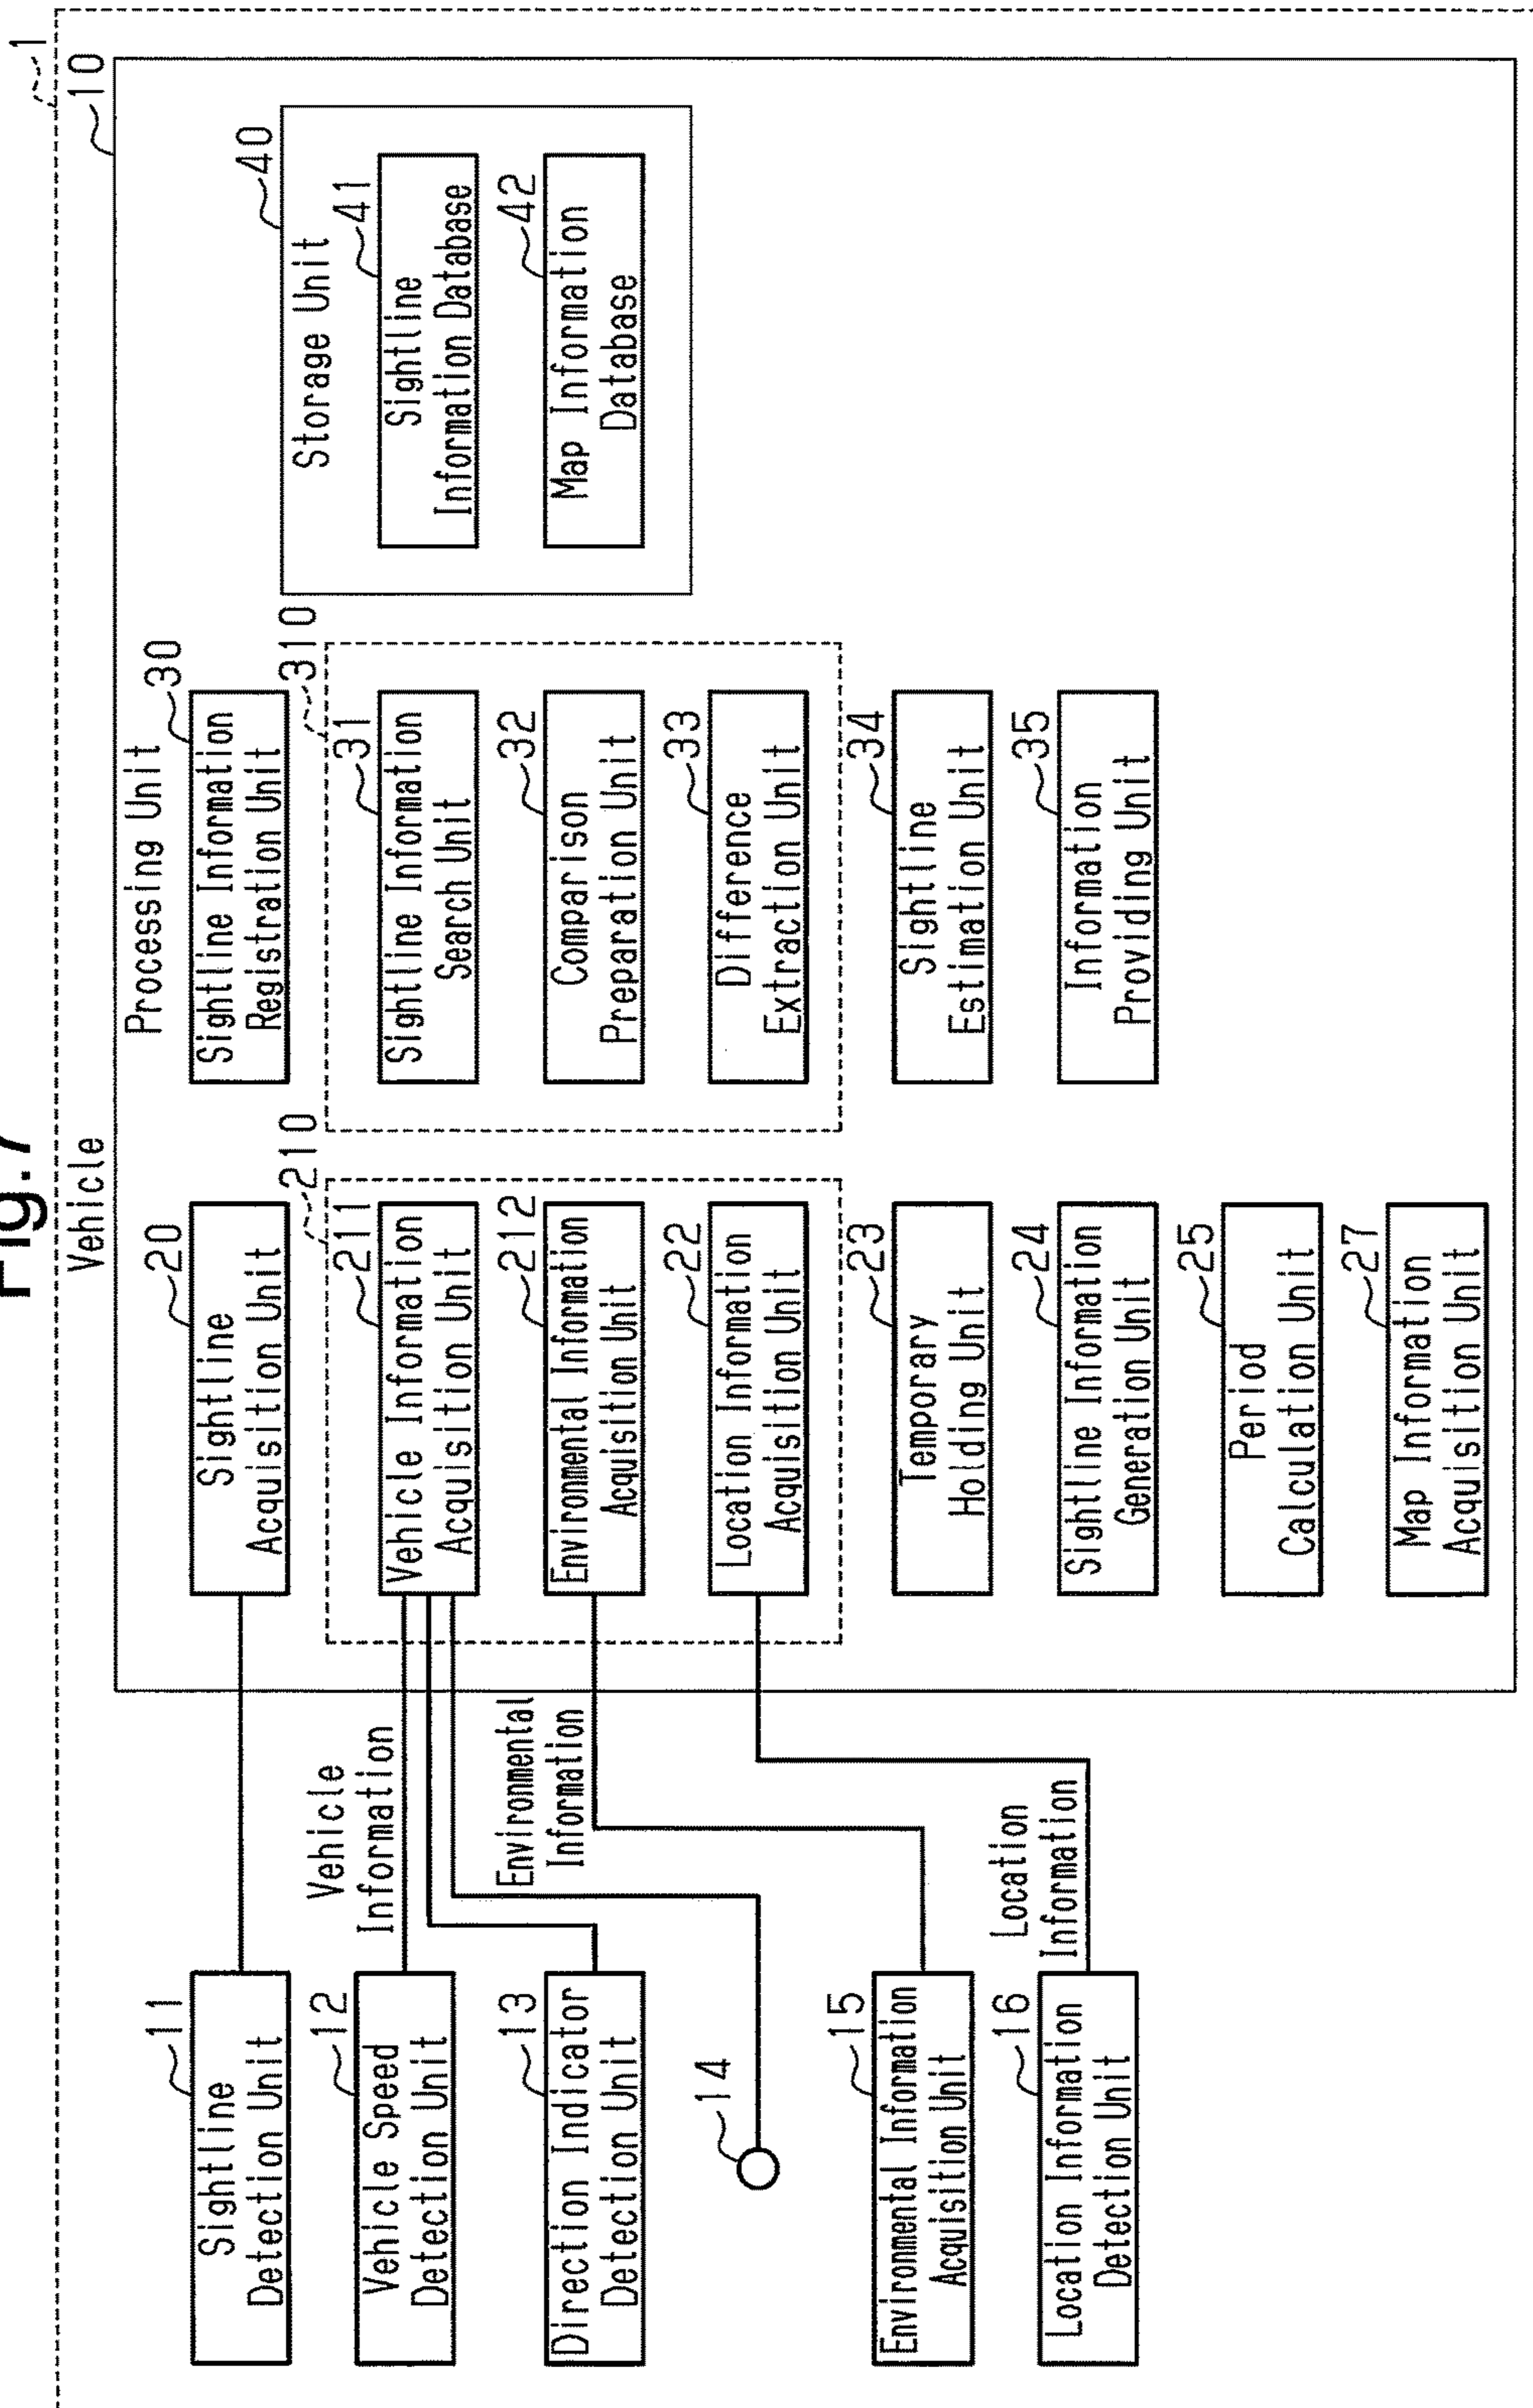 Fig.7
1
Vehicle
10
Processing Unit
11
Sightline
Detection Unit
12
Vehicle Speed
Detection Unit
13
Direction Indicator
Detection Unit
14
15
Environmental Information
Acquisition Unit
16
Location Information
Detection Unit
Vehicle
Information
Environmental
Information
Location
Information
20
Sightline
Acquisition Unit
210
211
Vehicle Information
Acquisition Unit
212
Environmental Information
Acquisition Unit
22
Location Information
Acquisition Unit
23
Temporary
Holding Unit
24
Sightline Information
Generation Unit
25
Period
Calculation Unit
27
Map Information
Acquisition Unit
30
Sightline Information
Registration Unit
310
31
Sightline Information
Search Unit
32
Comparison
Preparation Unit
33
Difference
Extraction Unit
34
Sightline
Estimation Unit
35
Information
Providing Unit
40
Storage Unit
41
Sightline
Information Database
42
Map Information
Database